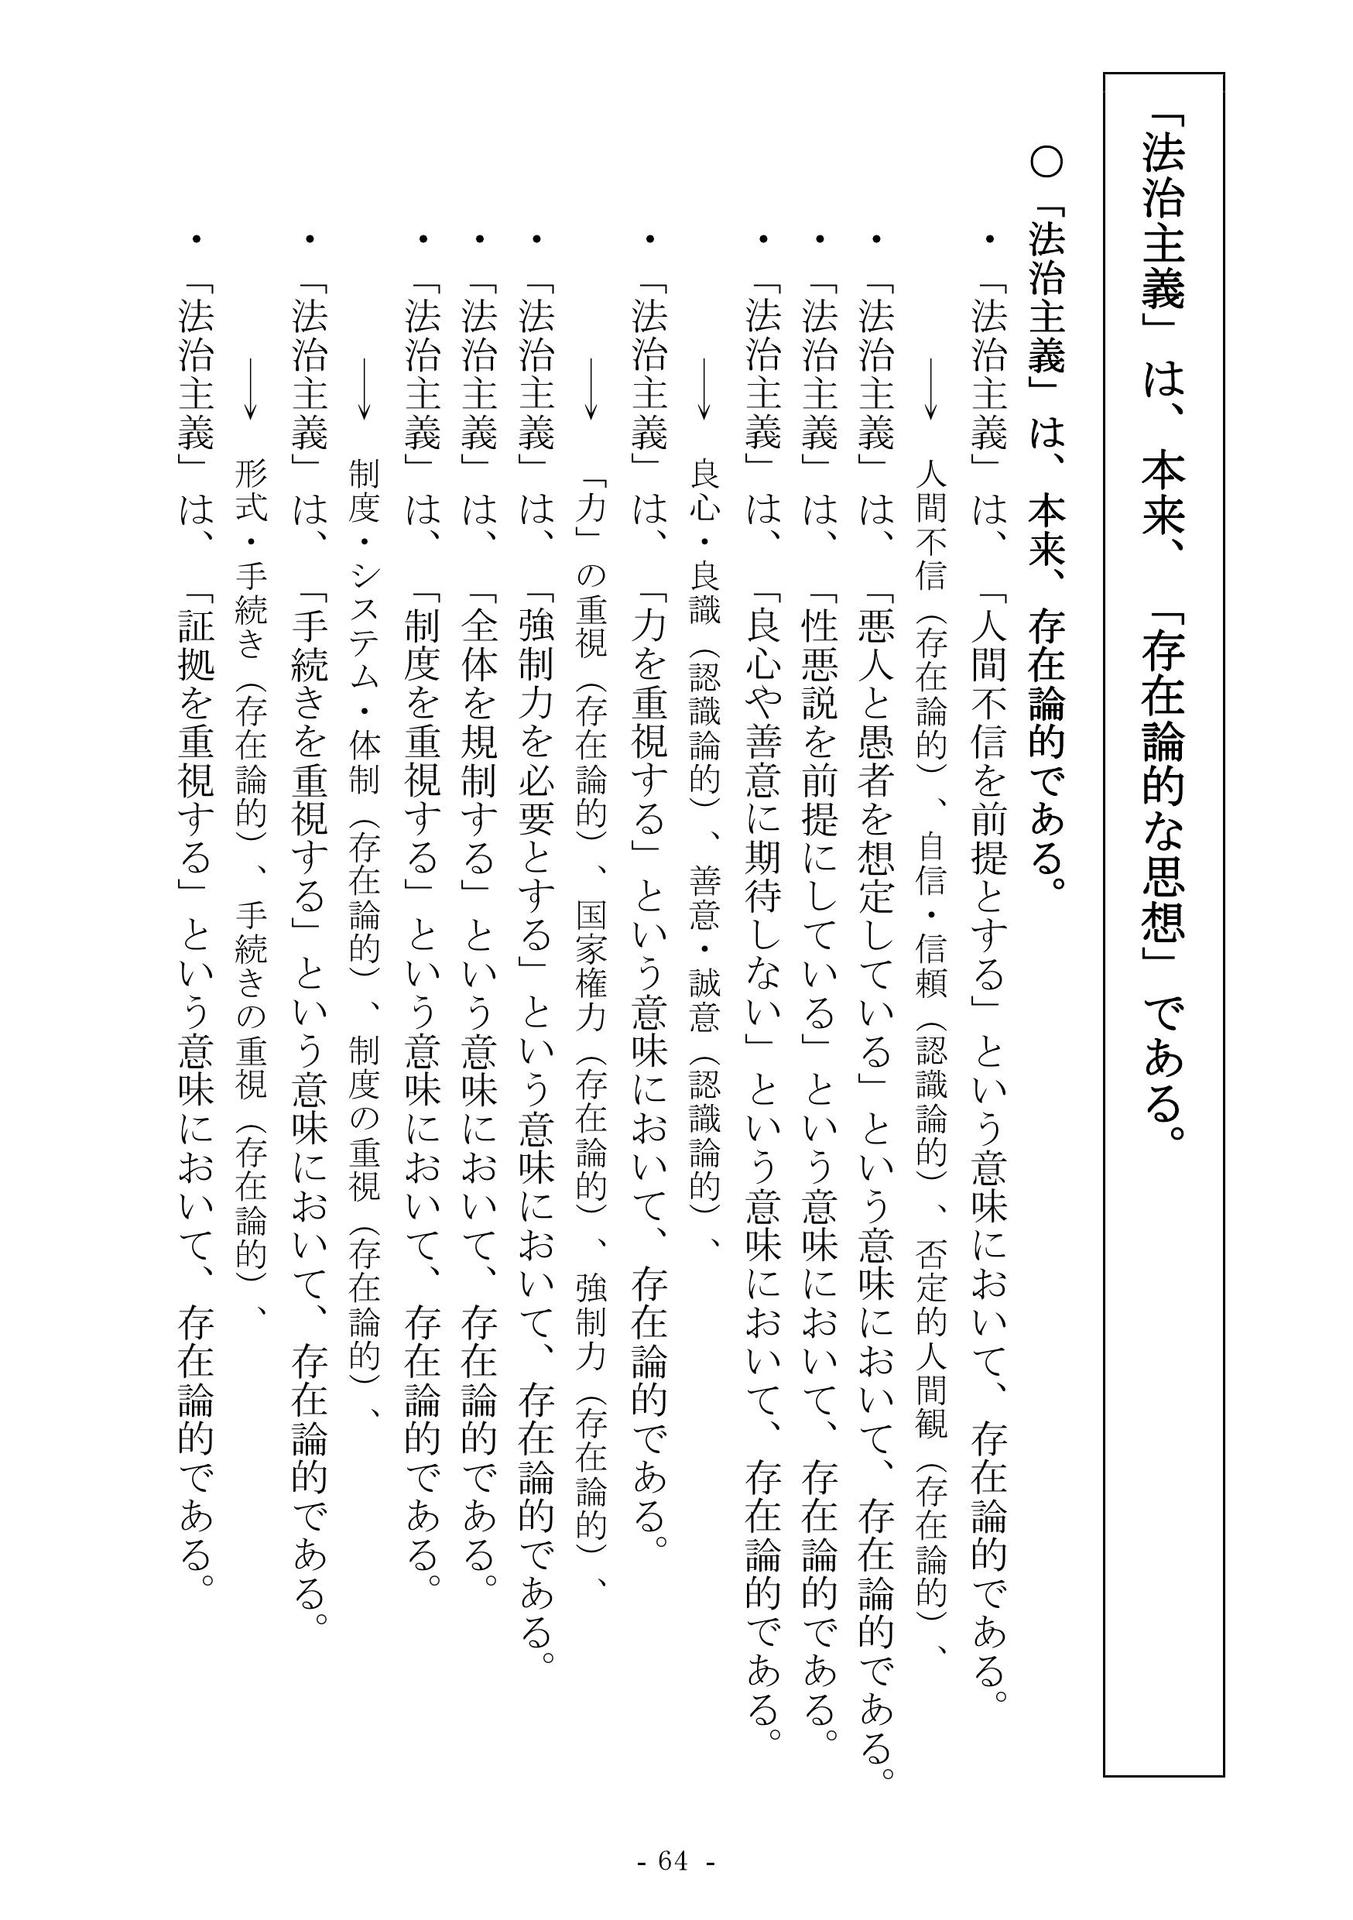 「法治主義」は、本来、「存在論的な思想」である。
○「法治主義」は、本来、存在論的である。
・「法治主義」は、「人間不信を前提とする」という意味において、存在論的である。
→ 人間不信（存在論的）、自信・信頼（認識論的）、否定的人間観（存在論的）、
・「法治主義」は、「悪人と愚者を想定している」という意味において、存在論的である。
・「法治主義」は、「性悪説を前提にしている」という意味において、存在論的である。
・「法治主義」は、「良心や善意に期待しない」という意味において、存在論的である。
→ 良心・良識（認識論的）、善意・誠意（認識論的）、
・「法治主義」は、「力を重視する」という意味において、存在論的である。
→ 「力」の重視（存在論的）、国家権力（存在論的）、強制力（存在論的）、
・「法治主義」は、「強制力を必要とする」という意味において、存在論的である。
・「法治主義」は、「全体を規制する」という意味において、存在論的である。
・「法治主義」は、「制度を重視する」という意味において、存在論的である。
→ 制度・システム・体制（存在論的）、制度の重視（存在論的）、
・「法治主義」は、「手続きを重視する」という意味において、存在論的である。
→ 形式・手続き（存在論的）、手続きの重視（存在論的）、
・「法治主義」は、「証拠を重視する」という意味において、存在論的である。
- 64 -